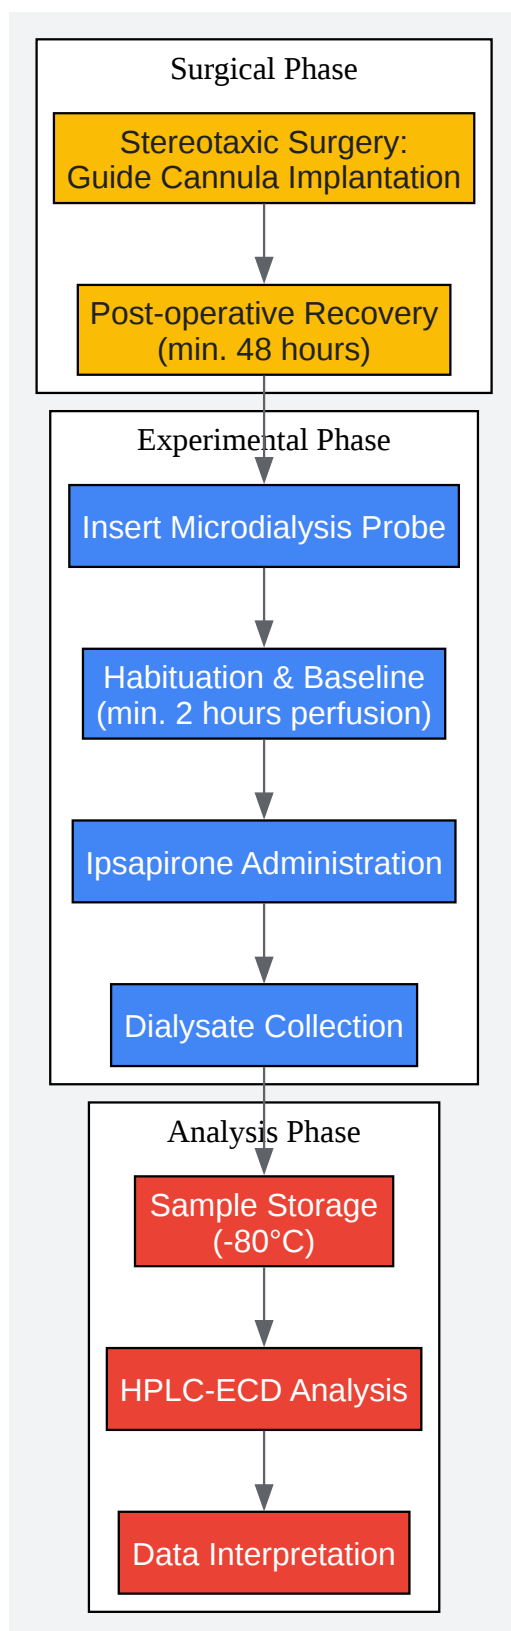 Surgical Phase
Stereotaxic Surgery:
Guide Cannula Implantation
Post-operative Recovery
(min. 48 hours)
Experimental Phase
Insert Microdialysis Probe
Habituation & Baseline
(min. 2 hours perfusion)
Ipsapirone Administration
Dialysate Collection
Analysis Phase
Sample Storage
(-80°C)
HPLC-ECD Analysis
Data Interpretation